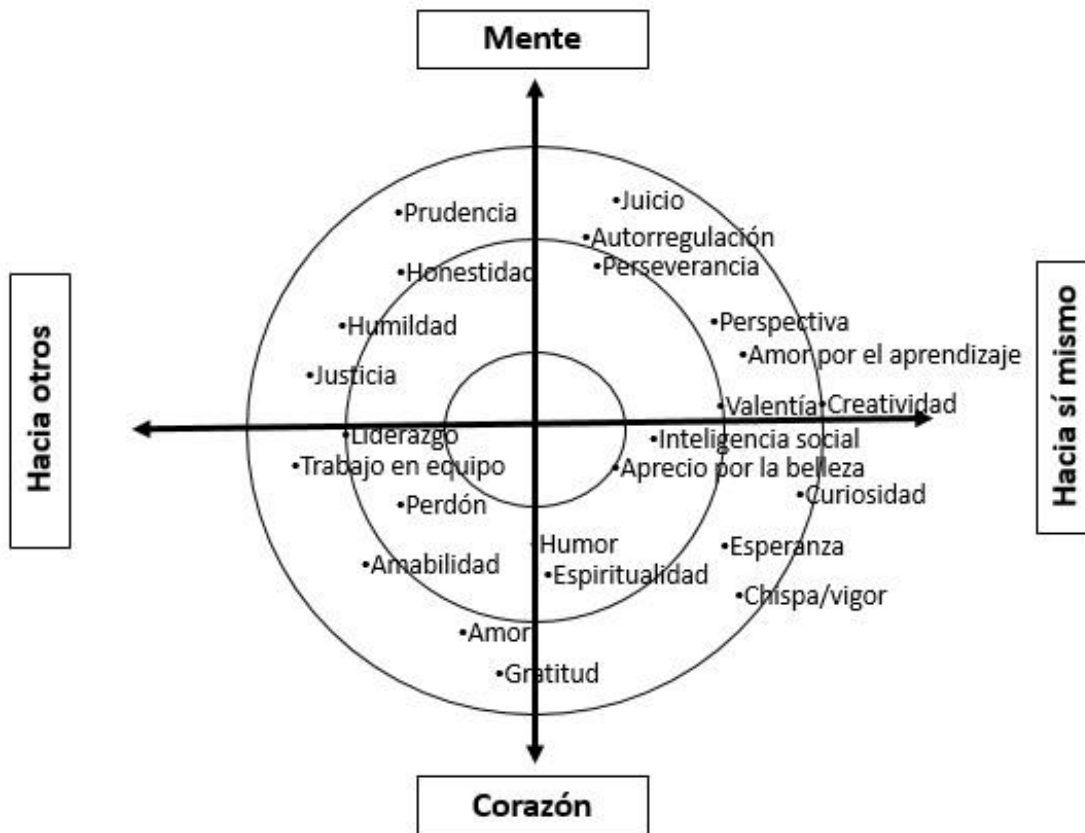 Mente
•Juicio
•Prudencia
•Autorregulación
•Perseverancia
•Honestidad
•Perspectiva
•Humildad
•Amor por el aprendizaje
•Justicia
•Valentía
•Creatividad
Hacia otros
Hacia sí mismo
•Liderazgo
•Inteligencia social
•Trabajo en equipo
•Aprecio por la belleza
•Curiosidad
•Perdón
•Humor
•Esperanza
•Amabilidad
•Espiritualidad
•Chispa/vigor
•Amor
•Gratitud
Corazón